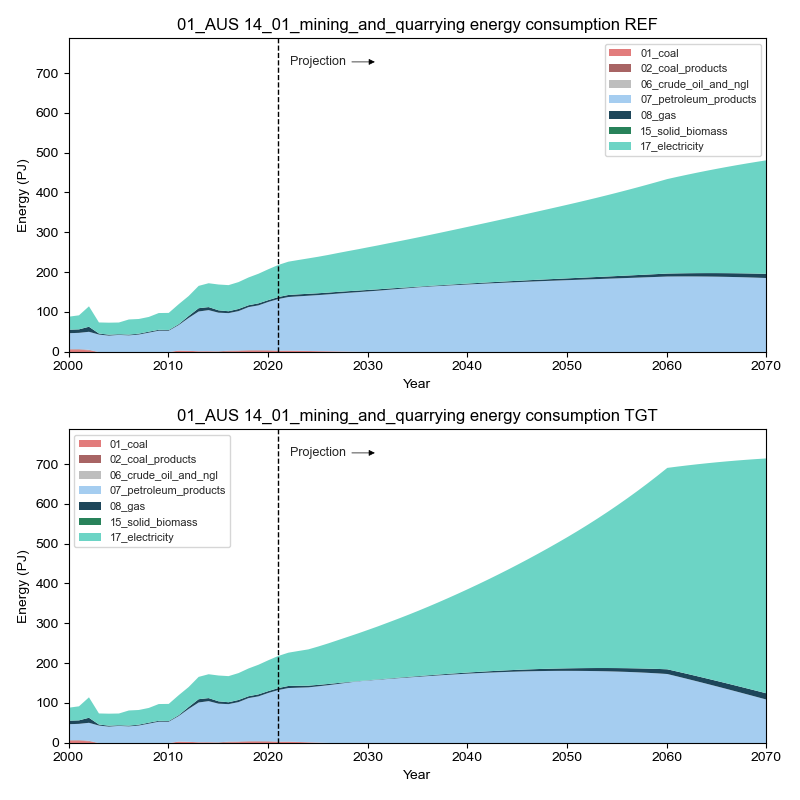 01_AUS 14_01_mining_and_quarrying energy consumption REF
Projection
01_coal
02_coal_products
06_crude_oil_and_ngl
07_petroleum_products
08_gas
15_solid_biomass
17_electricity
700
600
500
400
300
200
100
0
Energy (PJ)
2000 2010 2020 2030 2040 2050 2060 2070
Year
01_AUS 14_01_mining_and_quarrying energy consumption TGT
01_coal
02_coal_products
06_crude_oil_and_ngl
07_petroleum_products
08_gas
15_solid_biomass
17_electricity
Projection
700
600
500
400
300
200
100
0
Energy (PJ)
2000 2010 2020 2030 2040 2050 2060 2070
Year